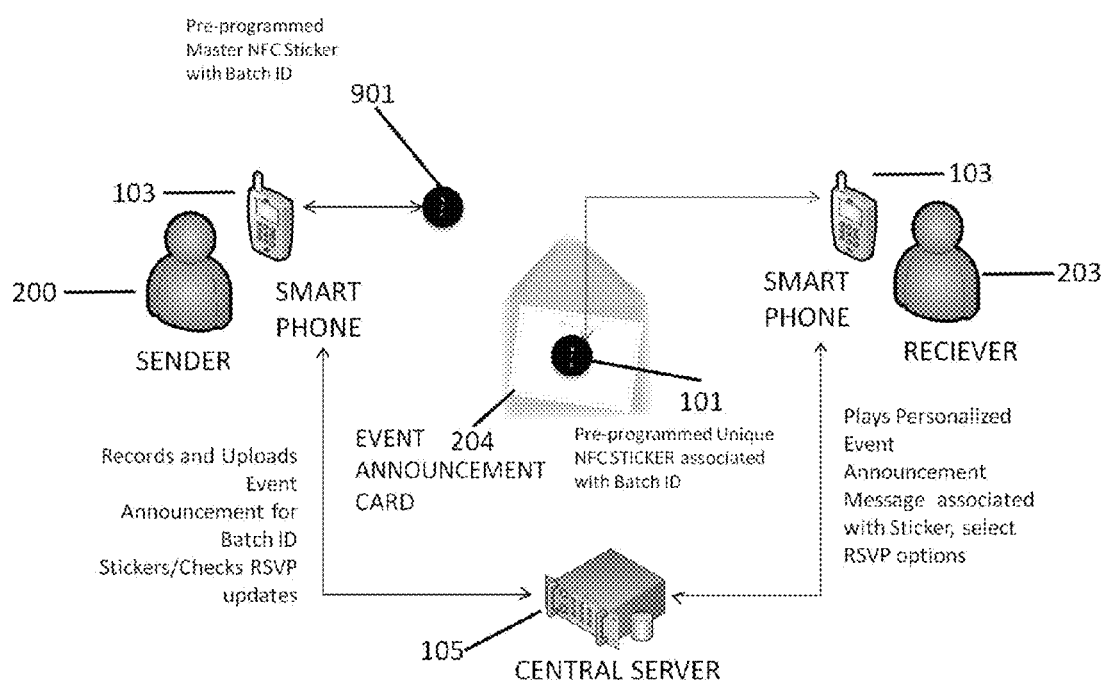 Pre-programmed
Master NFC Sticker
with Batch ID
901
103
103
200
203
SMART
PHONE
SMART
PHONE
SENDER
RECIEVER
101
EVENT 204
ANNOUNCEMENT
CARD
Pre-programmed Unique
NFC STICKER associated
with Batch ID
Records and Uploads
Event
Announcement for
Batch ID
Stickers/Checks RSVP
updates
Plays Personalized
Event
Announcement
Message associated
with Sticker, select
RSVP options
105
CENTRAL SERVER